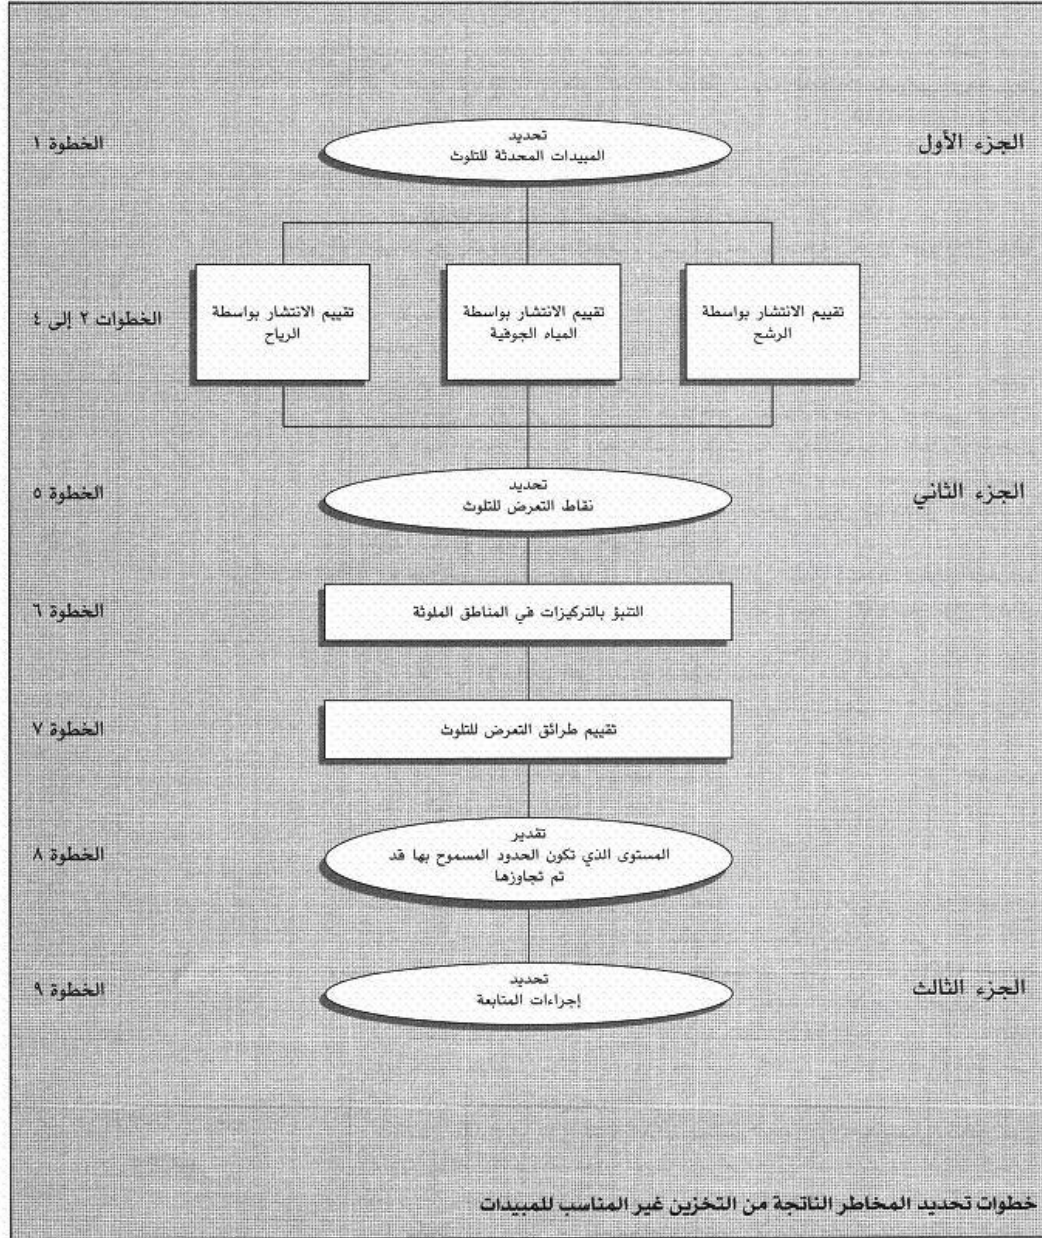 الجزء الأول
تحديد
المبيدات المحدثة للتلوث
الخطوة ١
تقييم الانتشار بواسطة
الرشح
تقييم الانتشار بواسطة
المياه الجوفية
تقييم الانتشار بواسطة
الرياح
الخطوات ٢ إلى ٤
الجزء الثاني
تحديد
نقاط التعرض للتلوث
الخطوة ٥
التنبؤ بالتركيزات في المناطق الملوثة
الخطوة ٦
تقييم طرائق التعرض للتلوث
الخطوة ٧
تقدير
المستوى الذي تكون الحدود المسموح بها قد
تم تجاوزها
الخطوة ٨
الجزء الثالث
تحديد
إجراءات المتابعة
الخطوة ٩
خطوات تحديد المخاطر الناتجة من التخزين غير المناسب للمبيدات